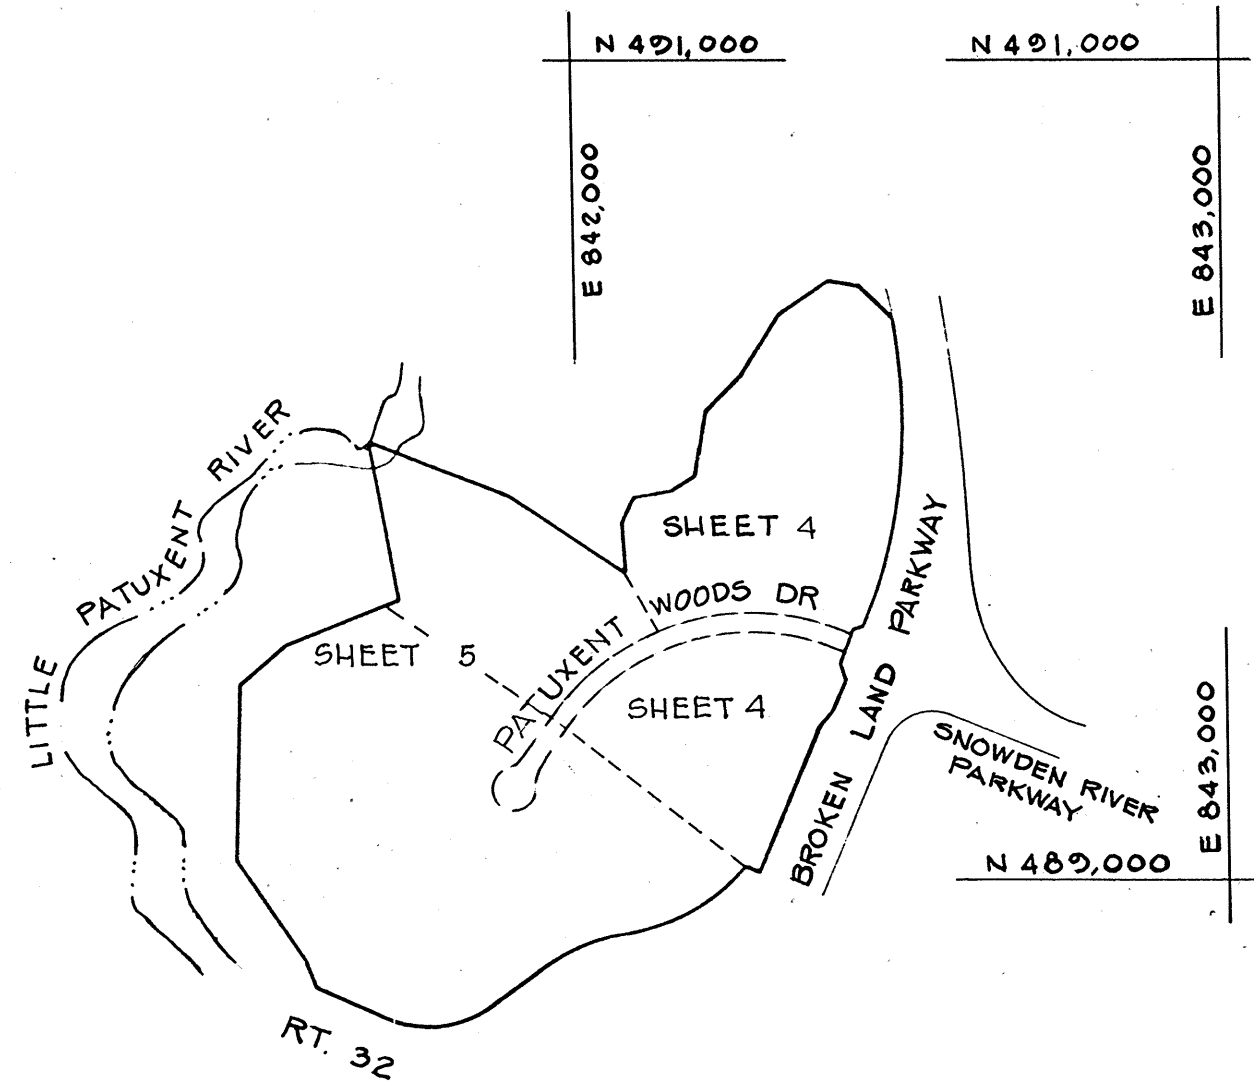 N 491,000
N 491,000
E 842,000
E 843,000
LITTLE PATUXENT RIVER
SHEET 4
PATUXENT WOODS DR
SHEET 5
SHEET 4
BROKEN LAND PARKWAY
SNOWDEN RIVER
PARKWAY
E 843,000
N 489,000
RT. 32